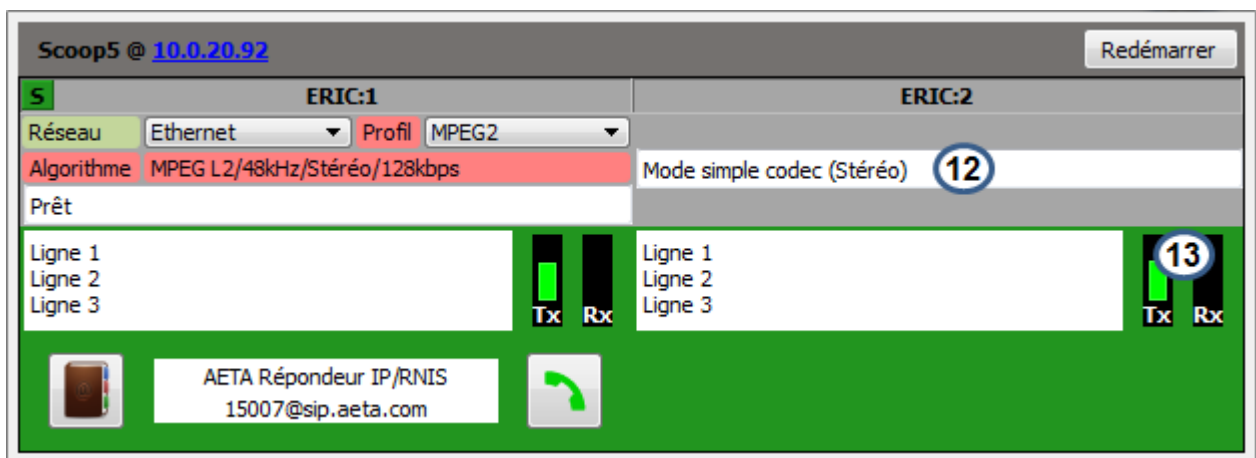 Scoop5 @ 10.0.20.92 Redémarrer
S ERIC:1 ERIC:2
Réseau Ethernet Profil MPEG2
Algorithme MPEG L2/48kHz/Stéréo/128kbps Mode simple codec (Stéréo) 12
Prêt
Ligne 1
Ligne 2
Ligne 3
Tx Rx
Ligne 1
Ligne 2
Ligne 3
13
Tx Rx
AETA Répondeur IP/RNIS
15007@sip.aeta.com